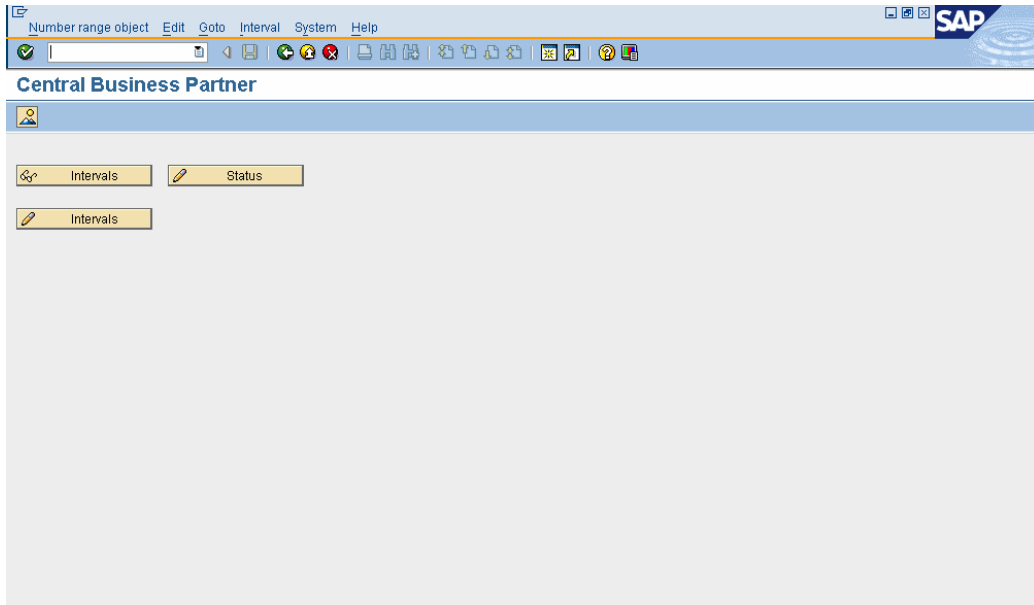 Number range object Edit Goto Interval System Help
SAP
Central Business Partner
Intervals Status
Intervals